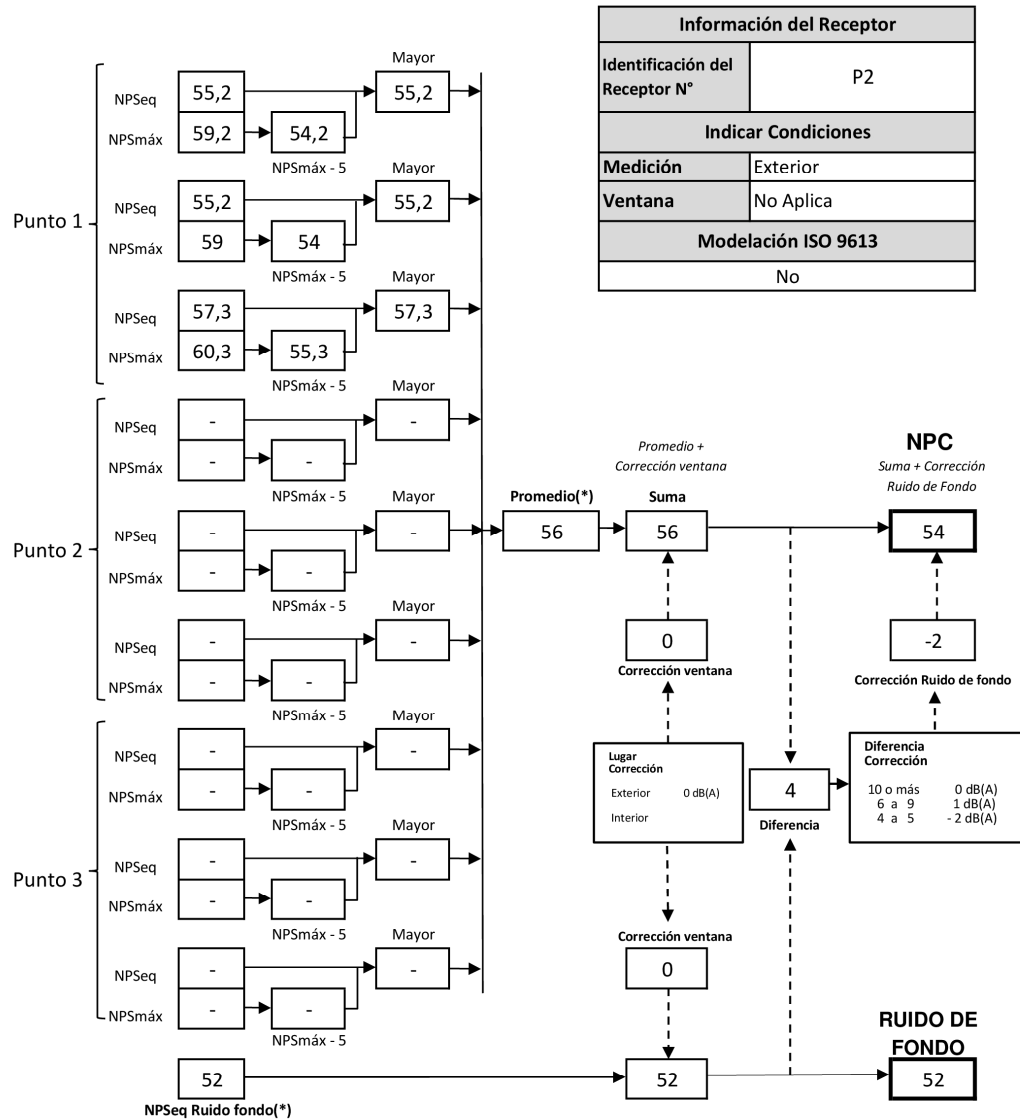 Información del Receptor
Identificación del Receptor N°
P2
Indicar Condiciones
Medición Exterior
Ventana No Aplica
Modelación ISO 9613
No
Punto 1
Mayor
NPSeq 55,2 55,2
NPSmáx 59,2 54,2
NPSmáx - 5
Mayor
NPSeq 55,2 55,2
NPSmáx 59 54
NPSmáx - 5
Mayor
NPSeq 57,3 57,3
NPSmáx 60,3 55,3
NPSmáx - 5
Punto 2
Mayor
NPSeq - -
NPSmáx - -
NPSmáx - 5
Mayor
NPSeq - -
NPSmáx - -
NPSmáx - 5
Mayor
NPSeq - -
NPSmáx - -
NPSmáx - 5
Punto 3
Mayor
NPSeq - -
NPSmáx - -
NPSmáx - 5
Mayor
NPSeq - -
NPSmáx - -
NPSmáx - 5
Mayor
NPSeq - -
NPSmáx - -
NPSmáx - 5
52
NPSeq Ruido fondo(*)
Promedio(*)
56
Promedio +
Corrección ventana
Suma
56
0
Corrección ventana
Lugar
Corrección
Exterior 0 dB(A)
Interior
Corrección ventana
0
52
4
Diferencia
NPC
Suma + Corrección
Ruido de Fondo
54
-2
Corrección Ruido de fondo
Diferencia
Corrección
10 o más 0 dB(A)
6 a 9 1 dB(A)
4 a 5 - 2 dB(A)
RUIDO DE
FONDO
52